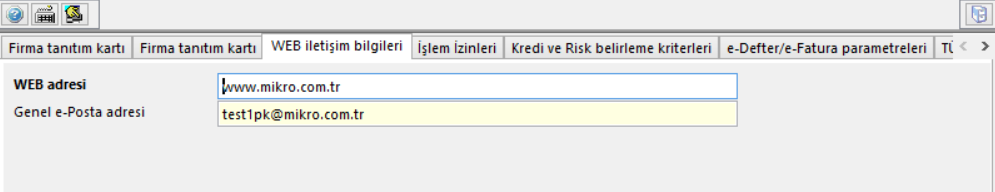 Firma tanıtım kartı Firma tanıtım kartı WEB iletişim bilgileri İşlem İzinleri Kredi ve Risk belirleme kriterleri e-Defter/e-Fatura parametreleri
WEB adresi www.mikro.com.tr
Genel e-Posta adresi test1pk@mikro.com.tr